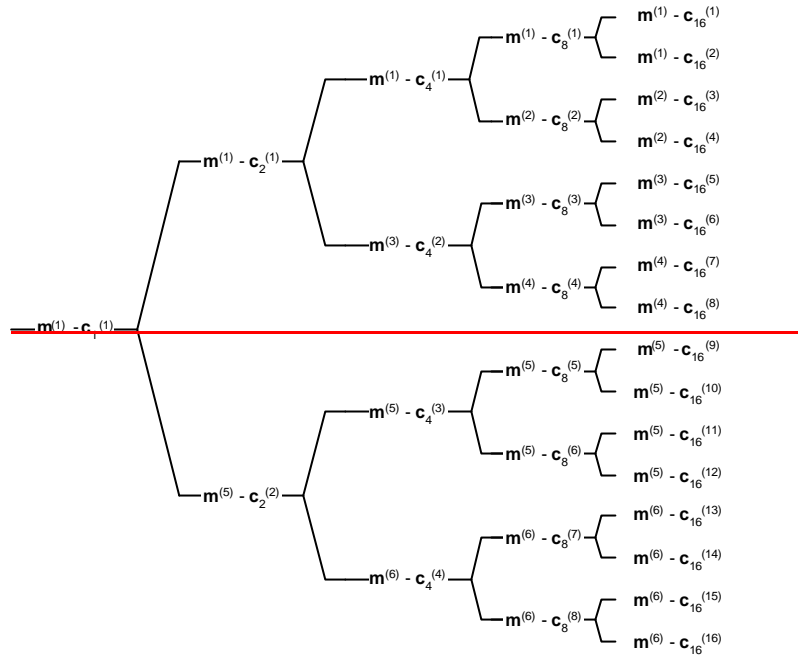 m(1) - c16(1)
m(1) - c8(1)
m(1) - c16(2)
m(1) - c4(1)
m(2) - c16(3)
m(2) - c8(2)
m(2) - c16(4)
m(1) - c2(1)
m(3) - c16(5)
m(3) - c8(3)
m(3) - c16(6)
m(3) - c4(2)
m(4) - c16(7)
m(4) - c8(4)
m(4) - c16(8)
m(1) - c1(1)
m(5) - c16(9)
m(5) - c8(5)
m(5) - c16(10)
m(5) - c4(3)
m(5) - c16(11)
m(5) - c8(6)
m(5) - c16(12)
m(5) - c2(2)
m(6) - c16(13)
m(6) - c8(7)
m(6) - c16(14)
m(6) - c4(4)
m(6) - c16(15)
m(6) - c8(8)
m(6) - c16(16)